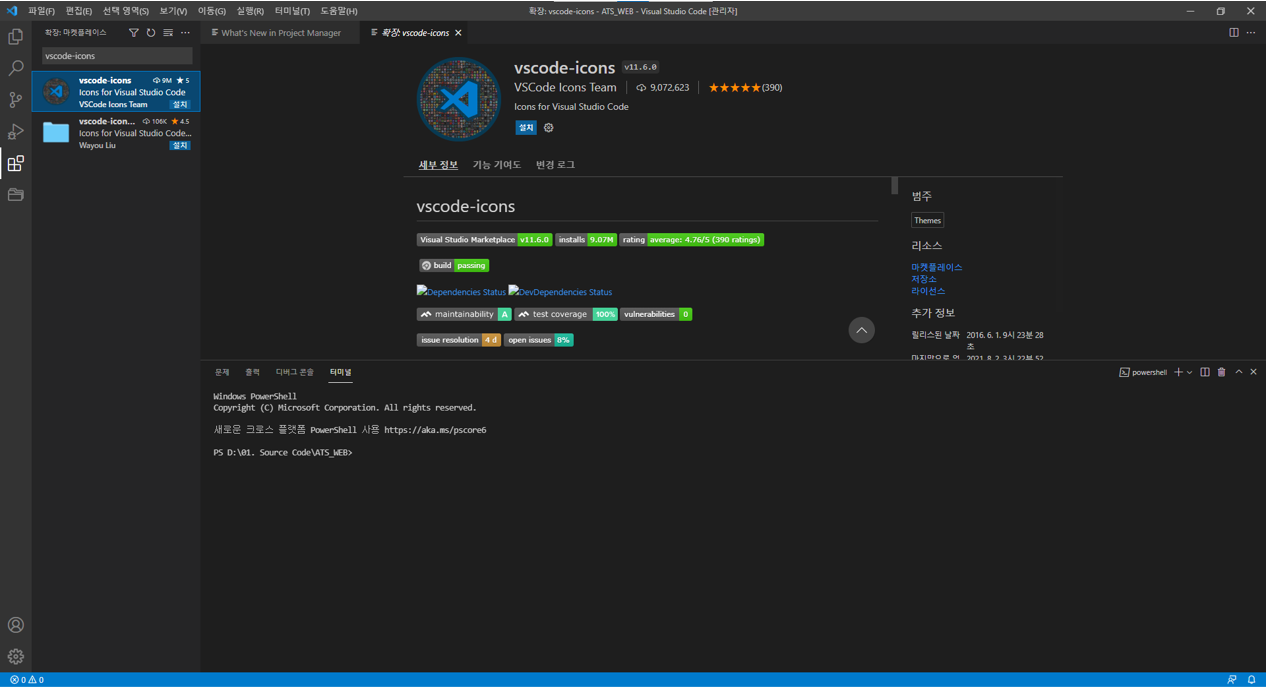 파일(F) 편집(E) 선택 영역(S) 보기(V) 이동(G) 실행(R) 터미널(T) 도움말(H) 확장: vscode-icons - ATS_WEB - Visual Studio Code [관리자]
확장: 마켓플레이스
What's New in Project Manager
확장: vscode-icons
vscode-icons
vscode-icons 9M 5
Icons for Visual Studio Code
VSCode Icons Team 설치
vscode-icon... 106K 4.5
Icons for Visual Studio Code...
Wayou Liu 설치
vscode-icons v11.6.0
VSCode Icons Team 9,072,623 (390)
Icons for Visual Studio Code
설치
세부 정보 기능 기여도 변경 로그
vscode-icons
Visual Studio Marketplace v11.6.0 installs 9.07M rating average: 4.76/5 (390 ratings)
build passing
Dependencies Status DevDependencies Status
maintainability A test coverage 100% vulnerabilities 0
issue resolution 4 d open issues 8%
범주
Themes
리소스
마켓플레이스
저장소
라이선스
추가 정보
릴리스된 날짜 2016. 6. 1. 9시 23분 28
초
2021. 8. 2. 3시 22분 52
문제 출력 디버그 콘솔 터미널 powershell
Windows PowerShell
Copyright (C) Microsoft Corporation. All rights reserved.
새로운 크로스 플랫폼 PowerShell 사용 https://aka.ms/pscore6
PS D:\01. Source Code\ATS_WEB>
0 0